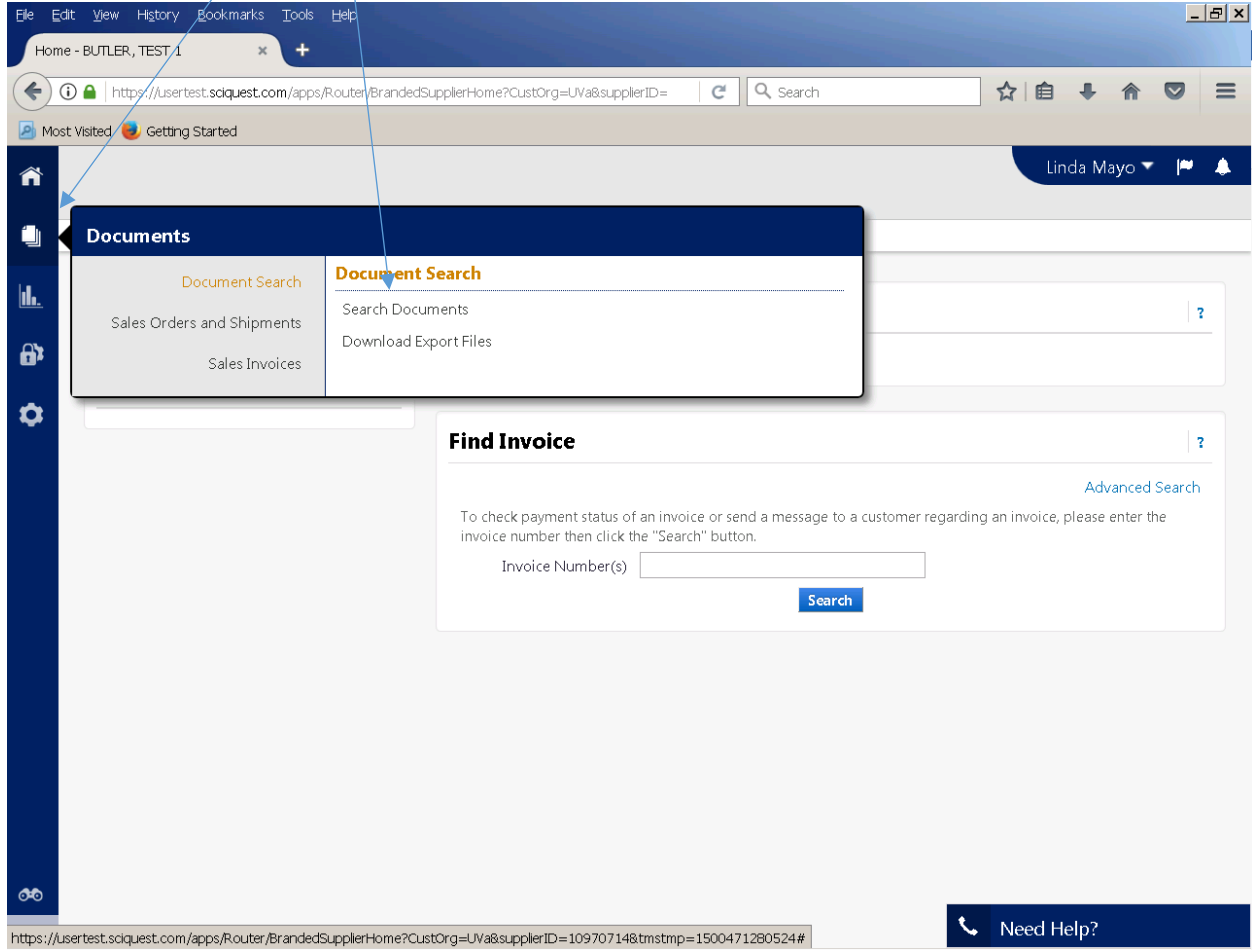 File Edit View History Bookmarks Tools Help
Home - BUTLER, TEST 1
https://usertest.sciquest.com/apps/Router/BrandedSupplierHome?CustOrg=UVa&supplierID=
Search
Most Visited Getting Started
Linda Mayo
Documents
Document Search
Sales Orders and Shipments
Sales Invoices
Document Search
Search Documents
Download Export Files
?
Find Invoice
?
Advanced Search
To check payment status of an invoice or send a message to a customer regarding an invoice, please enter the
invoice number then click the "Search" button.
Invoice Number(s)
Search
Need Help?
https://usertest.sciquest.com/apps/Router/BrandedSupplierHome?CustOrg=UVa&supplierID=10970714&tmstmp=1500471280524#